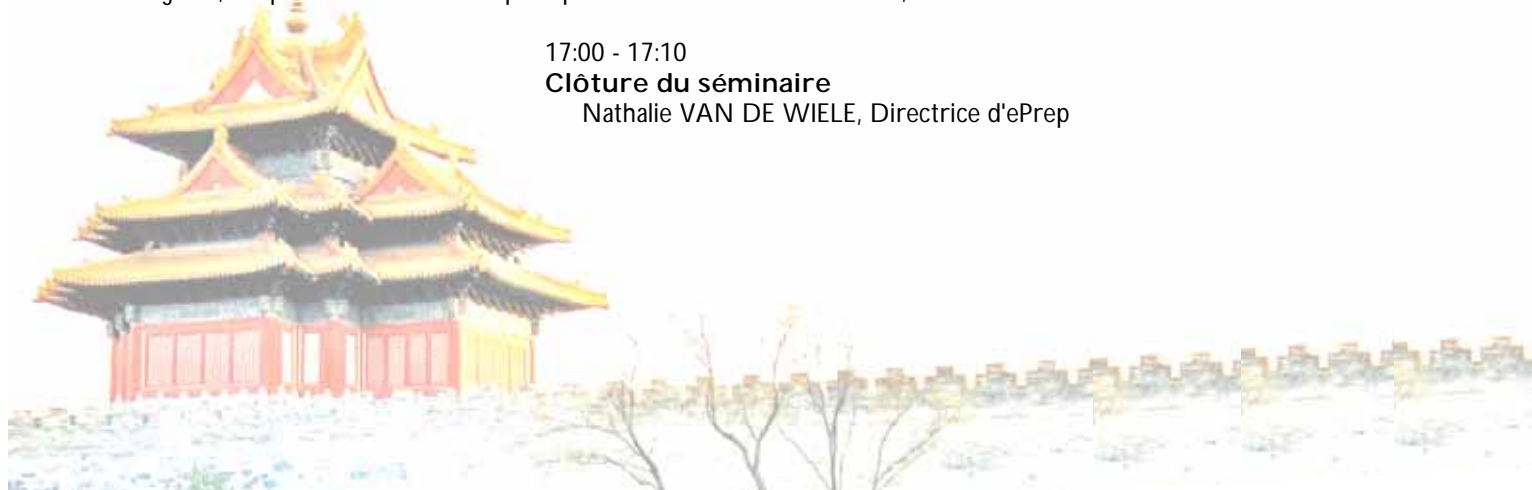 17:00 - 17:10
Clôture du séminaire
Nathalie VAN DE WIELE, Directrice d'ePrep